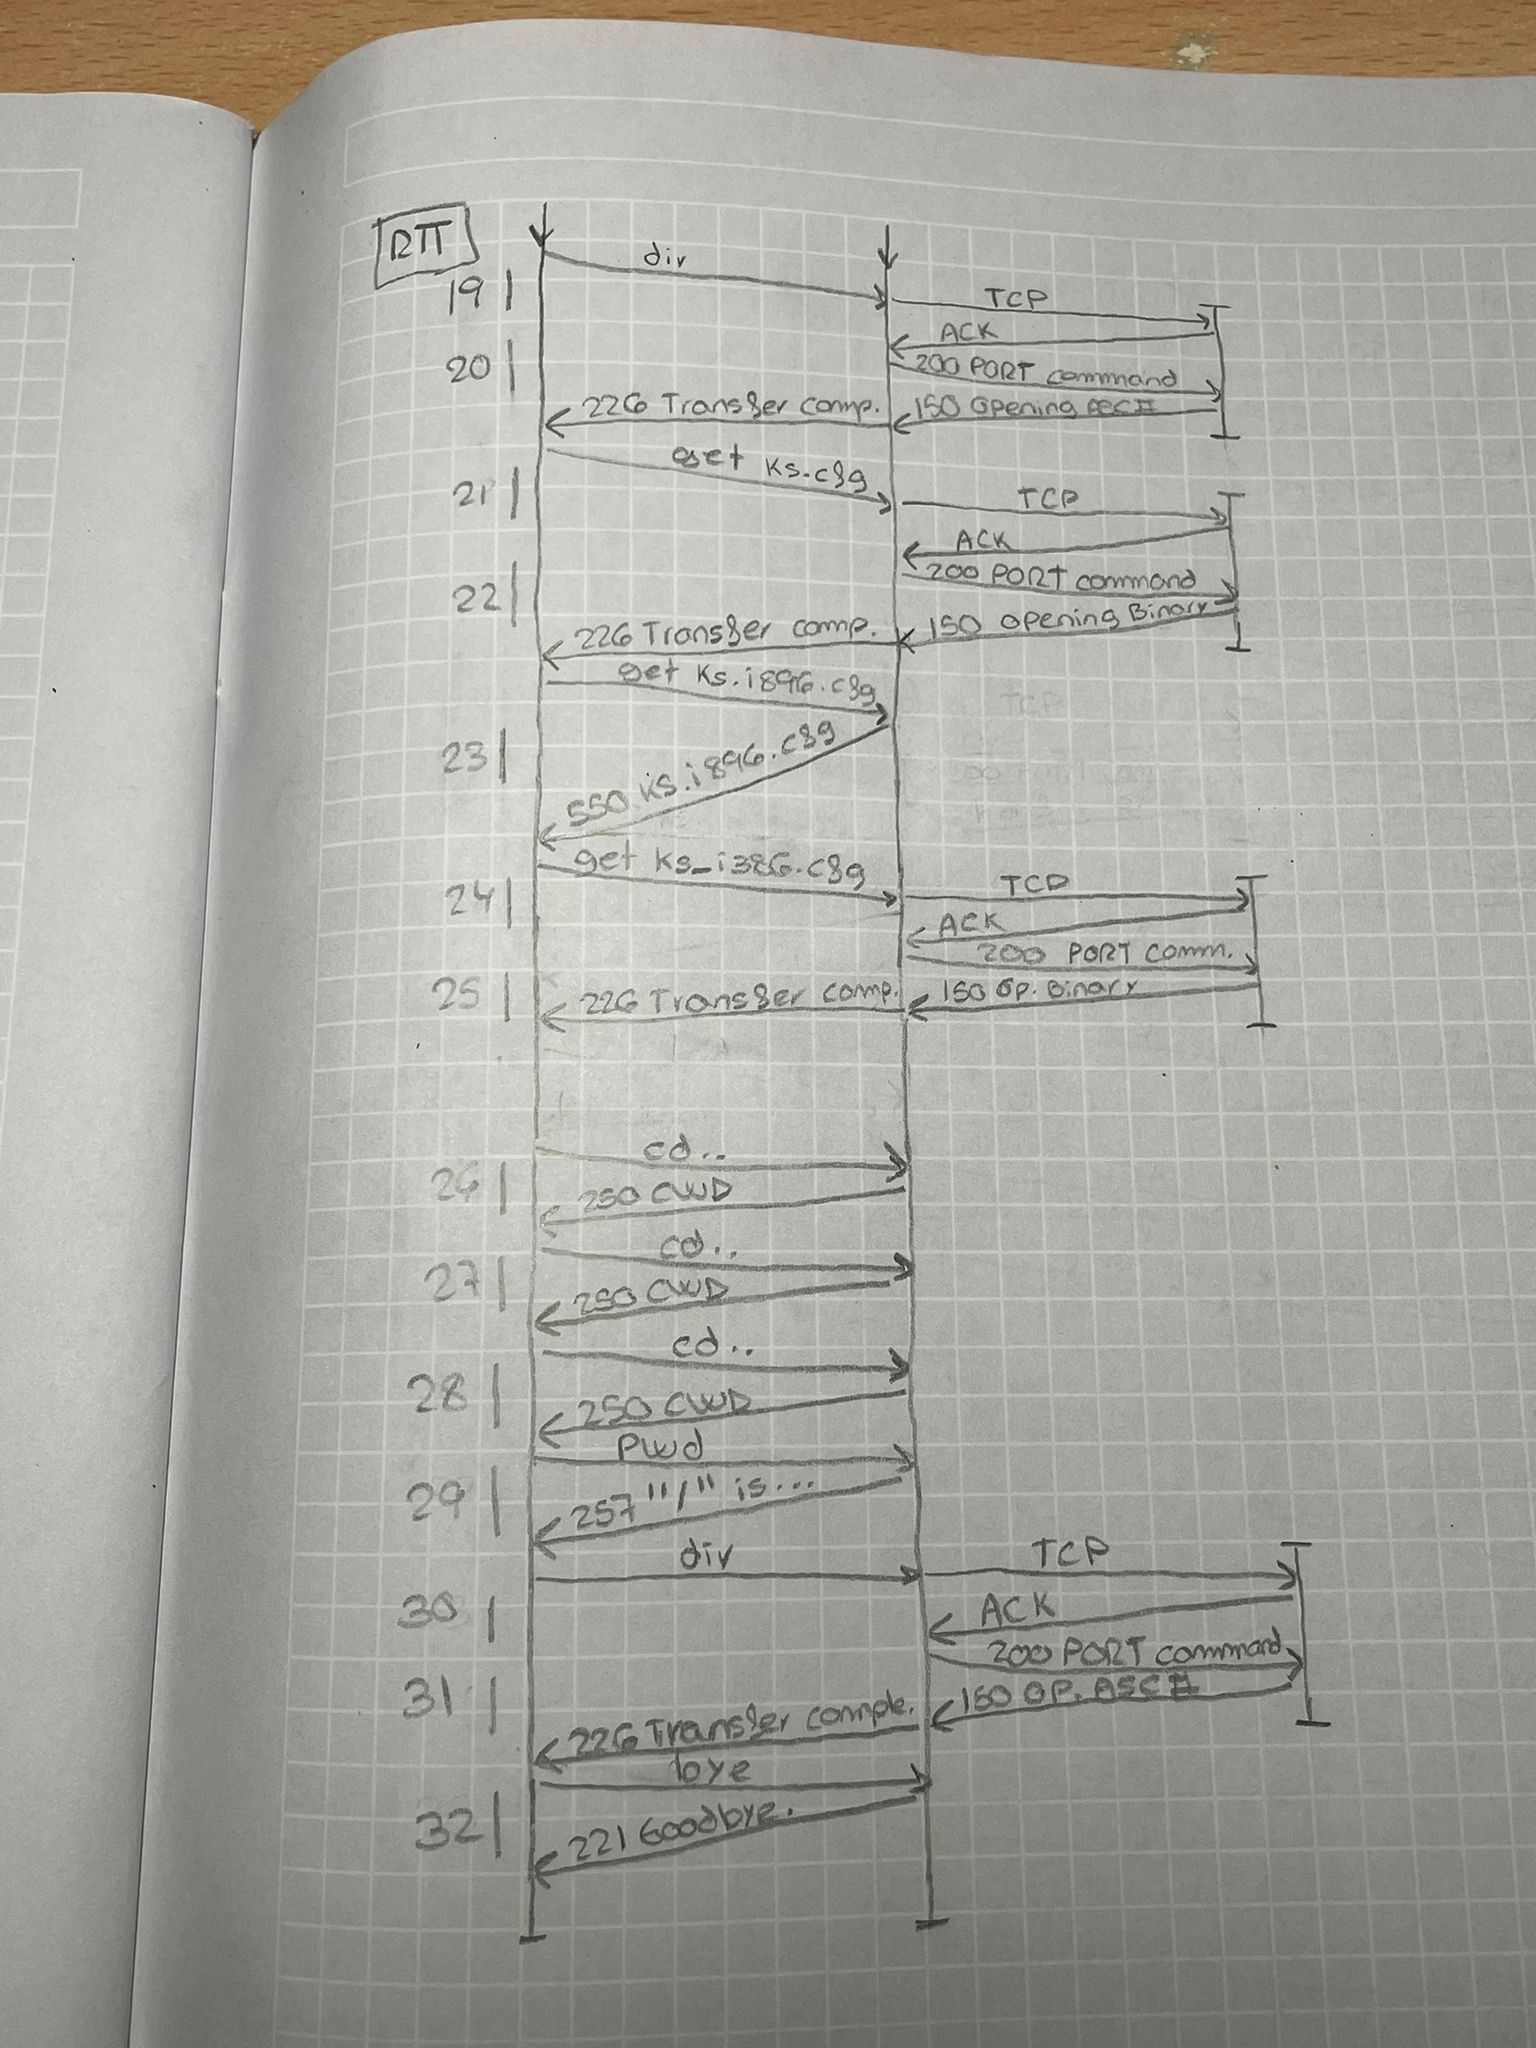 RTT
dir
19 | TCP
ACK
20 | 200 PORT command
226 Transfer comp. 150 Opening ASCII
get ks.cfg
21 | TCP
ACK
22 | 200 PORT command
226 Transfer comp. 150 Opening Binary
get ks.i896.cfg
23 | 550 ks.i896.cfg
get ks_i386.cfg
24 | TCP
ACK
200 PORT comm.
25 | 226 Transfer comp. 150 Op. Binary
cd..
26 | 250 CWD
cd..
27 | 250 CWD
cd..
28 | 250 CWD
Pwd
29 | 257 "/" is...
dir TCP
30 | ACK
200 PORT command
31 | 150 OP. ASCII
226 Transfer comple.
bye
32 | 221 Goodbye.